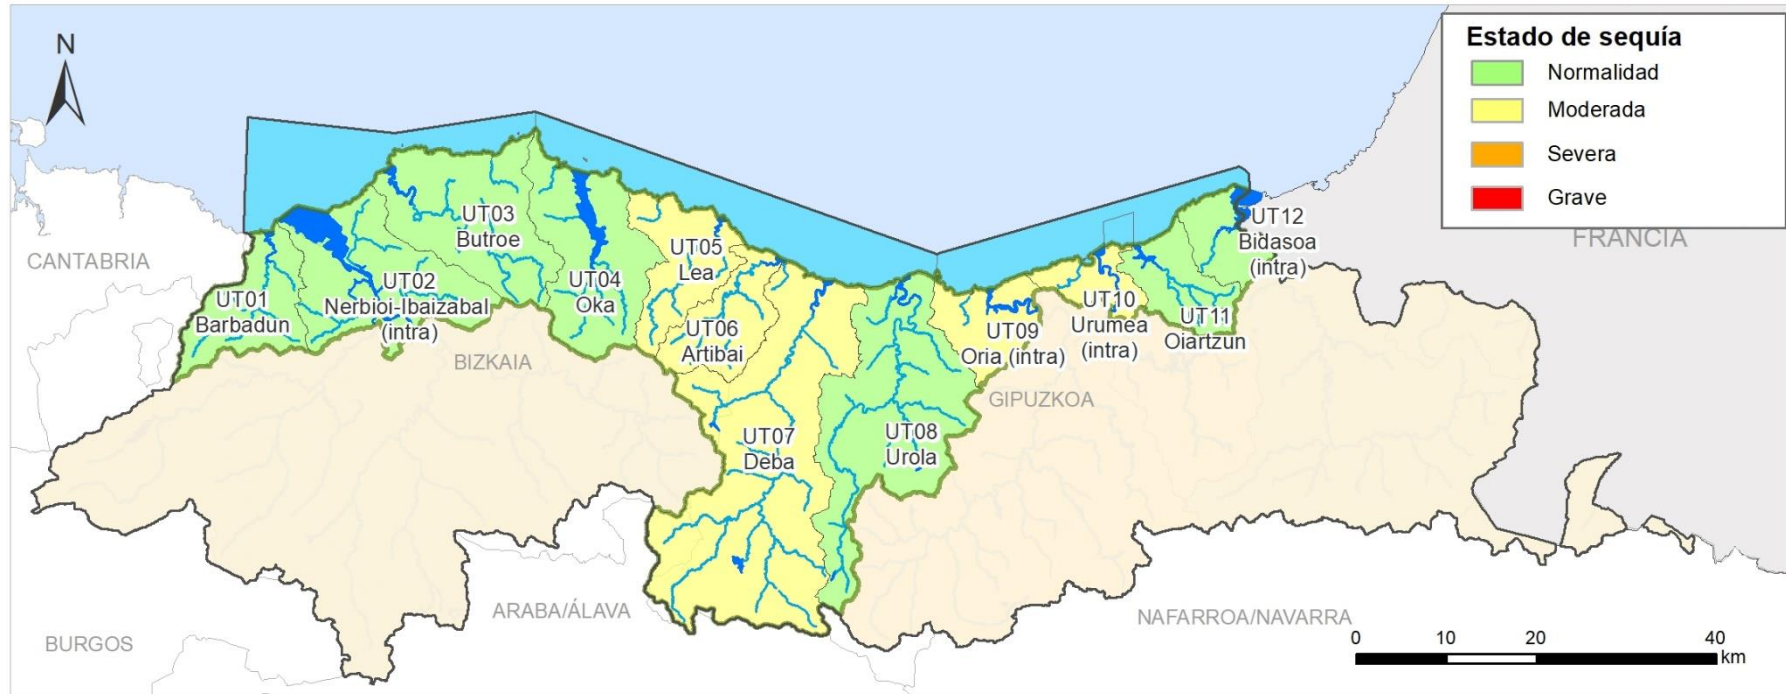 N
Estado de sequía
Normalidad
Moderada
Severa
Grave
CANTABRIA
FRANCIA
UT01
Barbadun
UT02
Nerbioi-Ibaizabal
(intra)
UT03
Butroe
UT04
Oka
UT05
Lea
UT06
Artibai
UT07
Deba
UT08
Urola
UT09
Oria (intra)
UT10
Urumea
(intra)
UT11
Oiartzun
UT12
Bidasoa
(intra)
BIZKAIA
GIPUZKOA
BURGOS
ARABA/ÁLAVA
NAFARROA/NAVARRA
0 10 20 40
km